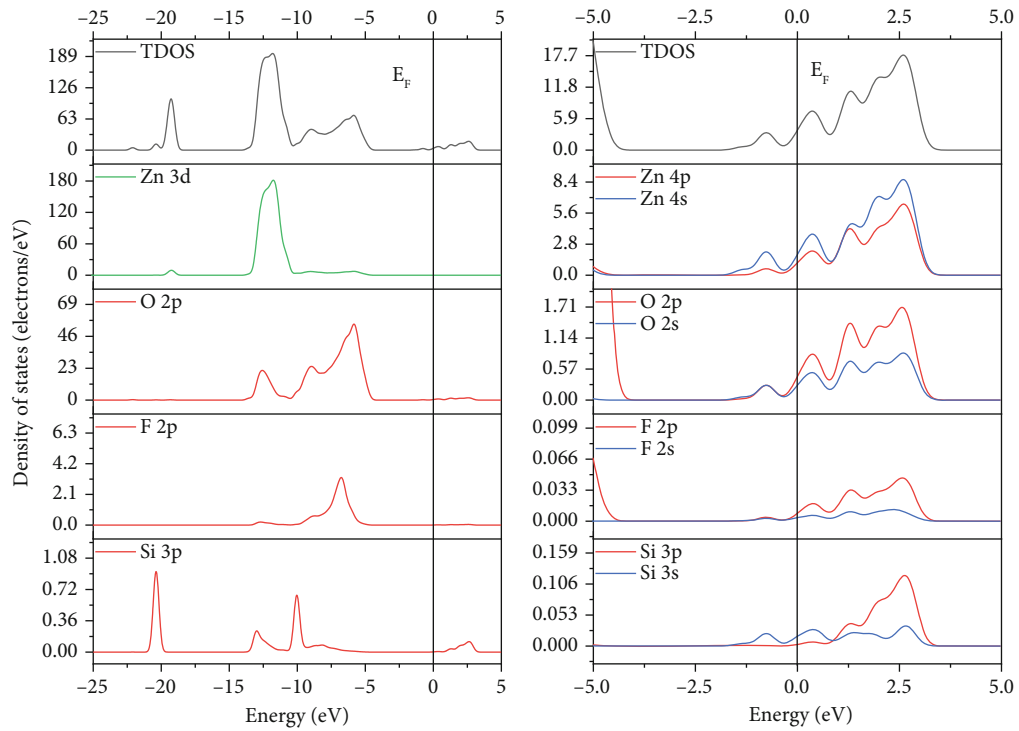 −25 −20 −15 −10 −5 0 5
189
126
63
0
TDOS
E_F
180
120
60
0
Zn 3d
69
46
23
0
O 2p
6.3
4.2
2.1
0.0
F 2p
1.08
0.72
0.36
0.00
Si 3p
−25 −20 −15 −10 −5 0 5
Energy (eV)
Density of states (electrons/eV)
−5.0 −2.5 0.0 2.5 5.0
17.7
11.8
5.9
0.0
TDOS
E_F
8.4
5.6
2.8
0.0
Zn 4p
Zn 4s
1.71
1.14
0.57
0.00
O 2p
O 2s
0.099
0.066
0.033
0.000
F 2p
F 2s
0.159
0.106
0.053
0.000
Si 3p
Si 3s
−5.0 −2.5 0.0 2.5 5.0
Energy (eV)